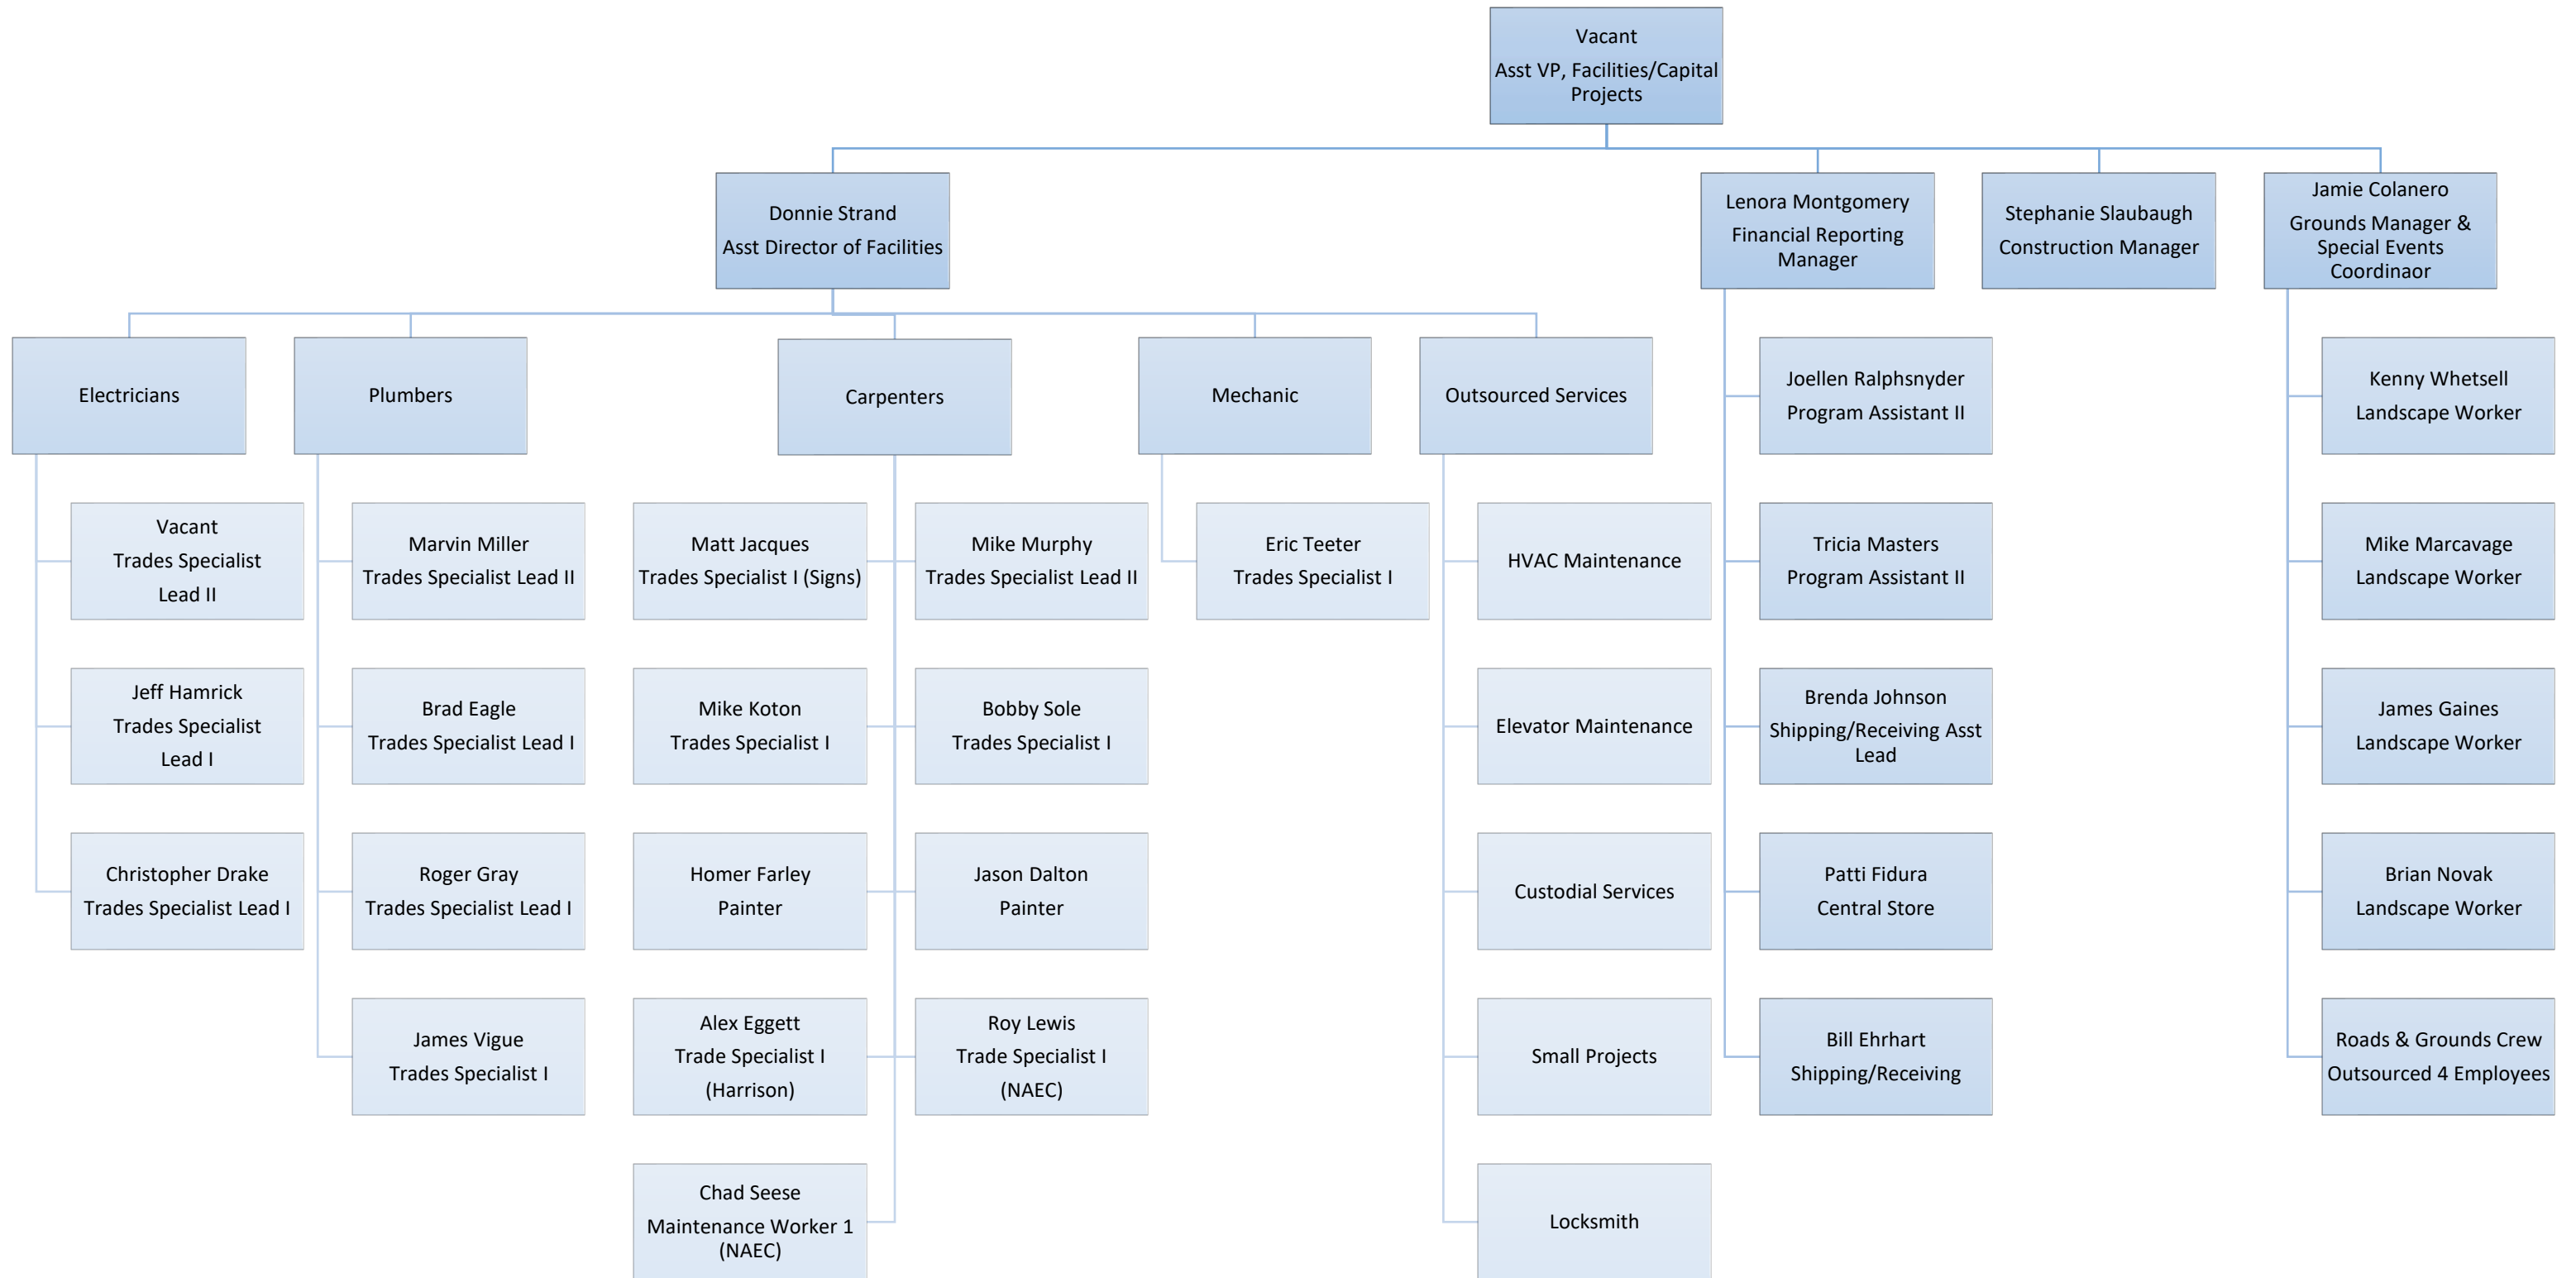 Vacant
Asst VP, Facilities/Capital
Projects
Donnie Strand
Asst Director of Facilities
Lenora Montgomery
Financial Reporting
Manager
Stephanie Slaubaugh
Construction Manager
Jamie Colanero
Grounds Manager &
Special Events
Coordinaor
Electricians
Plumbers
Carpenters
Mechanic
Outsourced Services
Joellen Ralphsnyder
Program Assistant II
Kenny Whetsell
Landscape Worker
Vacant
Trades Specialist
Lead II
Marvin Miller
Trades Specialist Lead II
Matt Jacques
Trades Specialist I (Signs)
Mike Murphy
Trades Specialist Lead II
Eric Teeter
Trades Specialist I
HVAC Maintenance
Tricia Masters
Program Assistant II
Mike Marcavage
Landscape Worker
Jeff Hamrick
Trades Specialist
Lead I
Brad Eagle
Trades Specialist Lead I
Mike Koton
Trades Specialist I
Bobby Sole
Trades Specialist I
Elevator Maintenance
Brenda Johnson
Shipping/Receiving Asst
Lead
James Gaines
Landscape Worker
Christopher Drake
Trades Specialist Lead I
Roger Gray
Trades Specialist Lead I
Homer Farley
Painter
Jason Dalton
Painter
Custodial Services
Patti Fidura
Central Store
Brian Novak
Landscape Worker
James Vigue
Trades Specialist I
Alex Eggett
Trade Specialist I
(Harrison)
Roy Lewis
Trade Specialist I
(NAEC)
Small Projects
Bill Ehrhart
Shipping/Receiving
Roads & Grounds Crew
Outsourced 4 Employees
Chad Seese
Maintenance Worker 1
(NAEC)
Locksmith